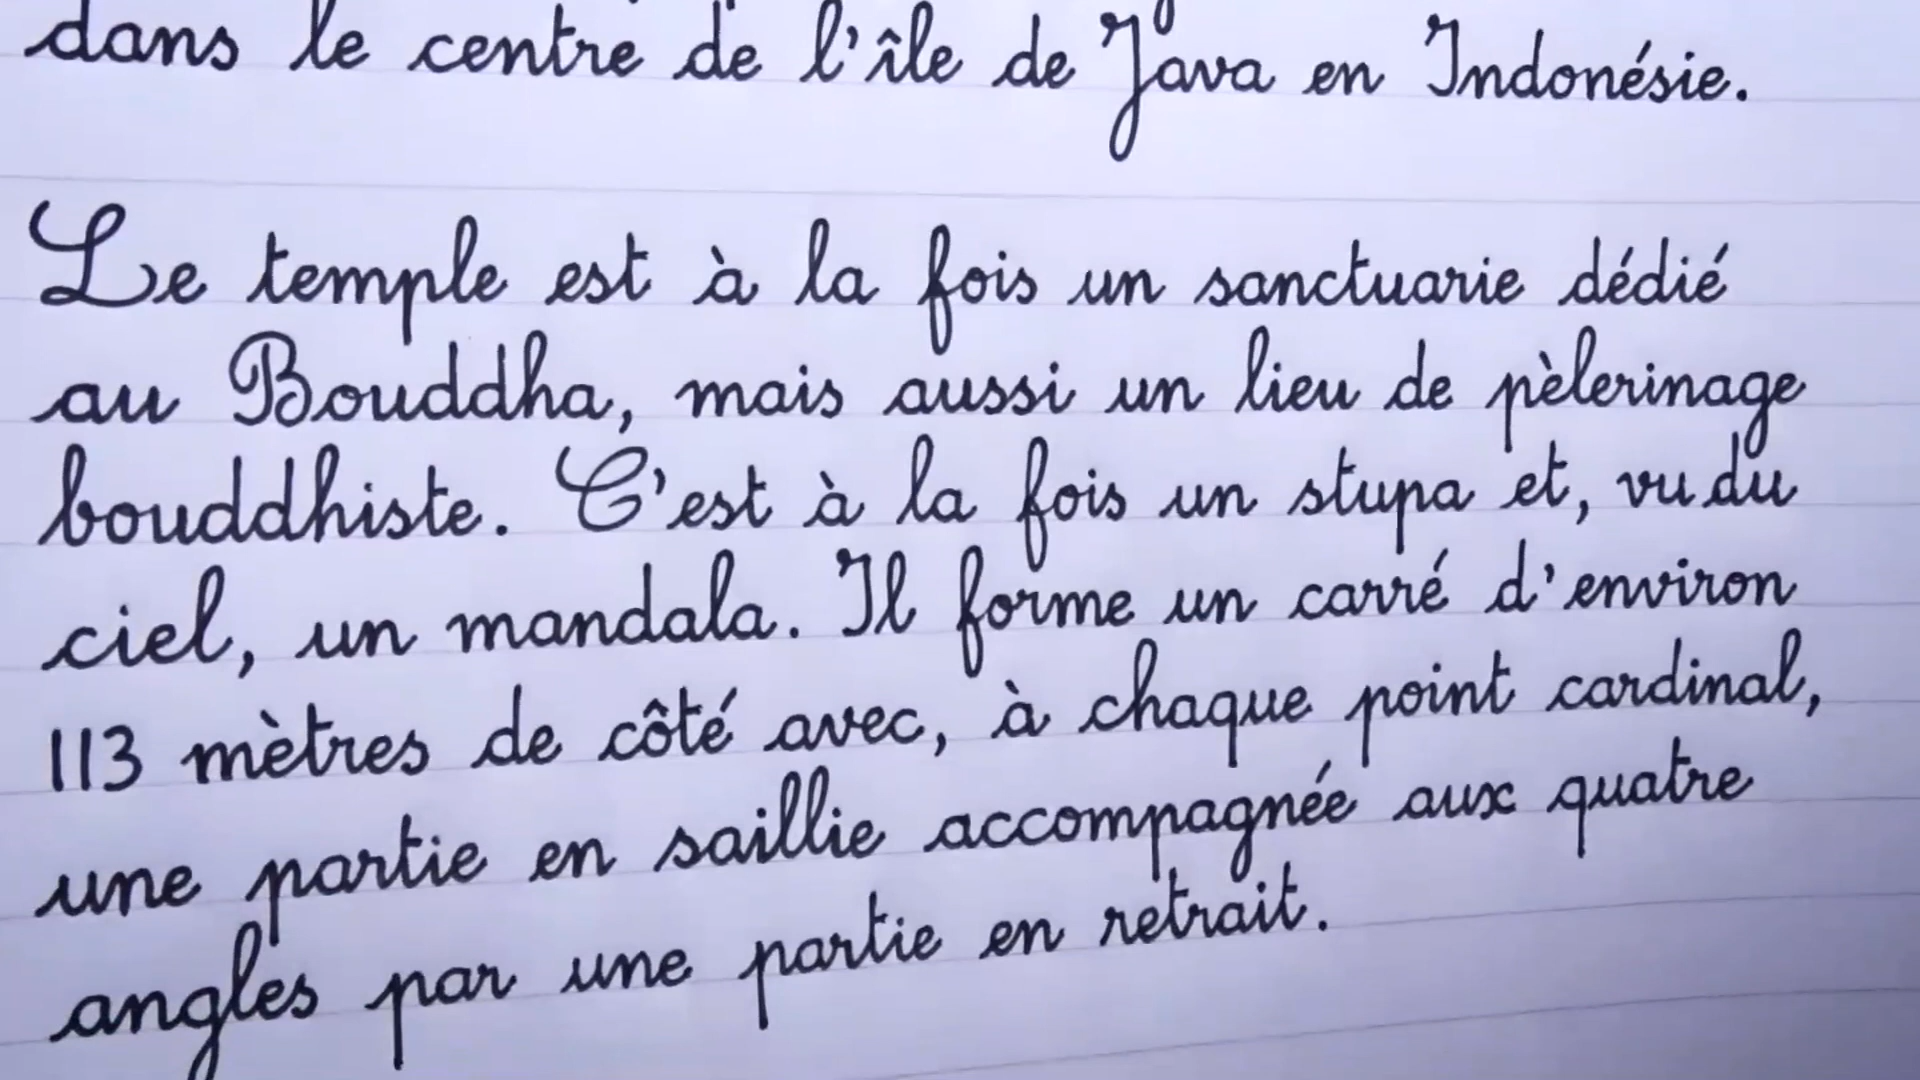 dans le centre de l'île de Java en Indonésie.
Le temple est à la fois un sanctuarie dédié
au Bouddha, mais aussi un lieu de pèlerinage
bouddhiste. C'est à la fois un stupa et, vu du
ciel, un mandala. Il forme un carré d'environ
113 mètres de côté avec, à chaque point cardinal,
une partie en saillie accompagnée aux quatre
angles par une partie en retrait.